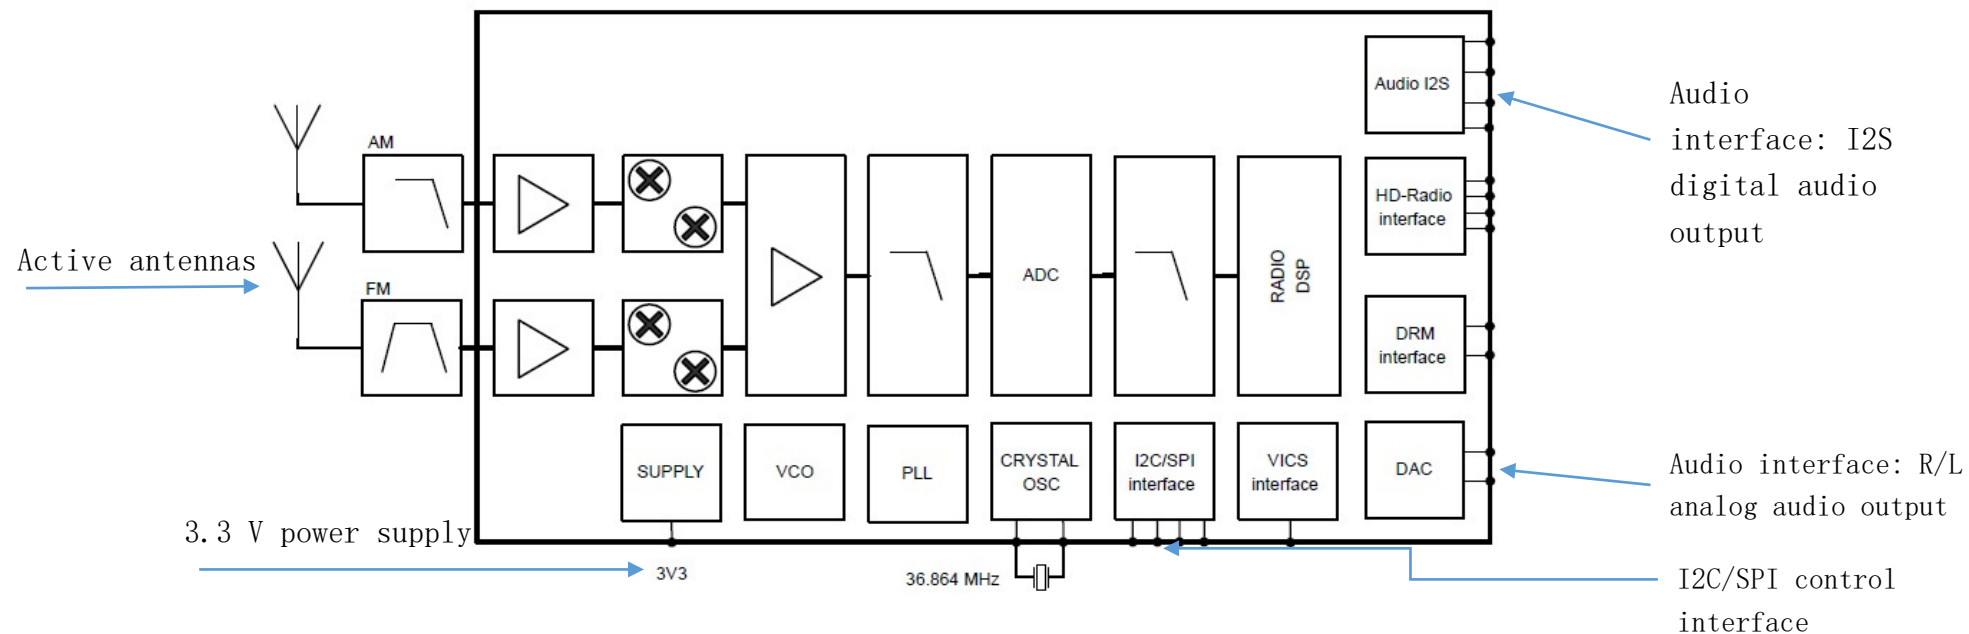 Audio I2S
Audio
interface: I2S
digital audio
output
AM
HD-Radio
interface
Active antennas
FM
ADC
RADIO
DSP
DRM
interface
SUPPLY
VCO
PLL
CRYSTAL
OSC
I2C/SPI
interface
VICS
interface
DAC
Audio interface: R/L
analog audio output
3.3 V power supply
3V3
36.864 MHz
I2C/SPI control
interface